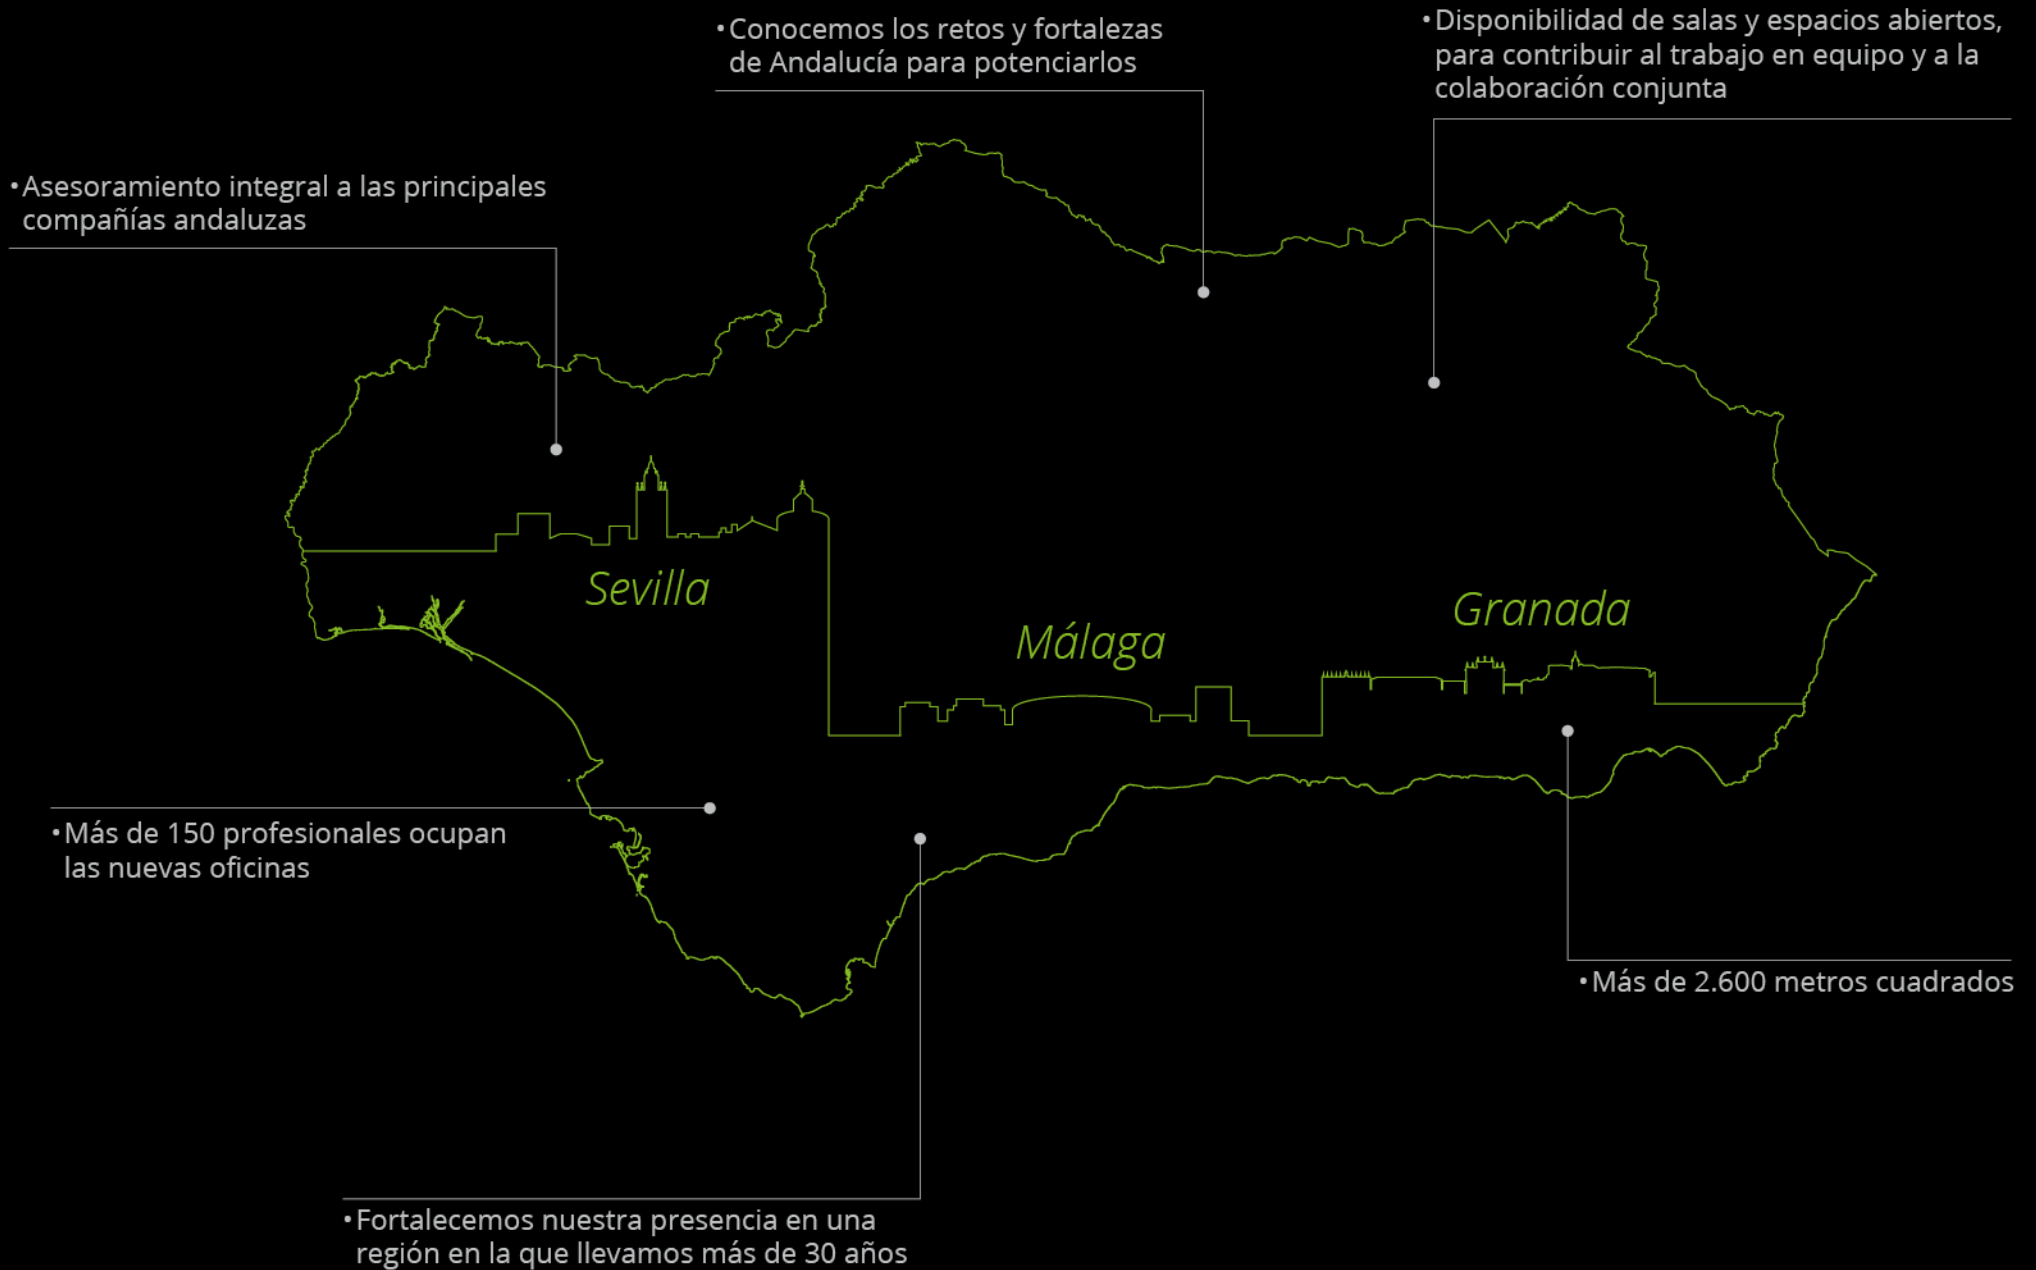 •Conocemos los retos y fortalezas
de Andalucía para potenciarlos
•Disponibilidad de salas y espacios abiertos,
para contribuir al trabajo en equipo y a la
colaboración conjunta
•Asesoramiento integral a las principales
compañías andaluzas
Sevilla
Málaga
Granada
•Más de 150 profesionales ocupan
las nuevas oficinas
•Más de 2.600 metros cuadrados
•Fortalecemos nuestra presencia en una
región en la que llevamos más de 30 años